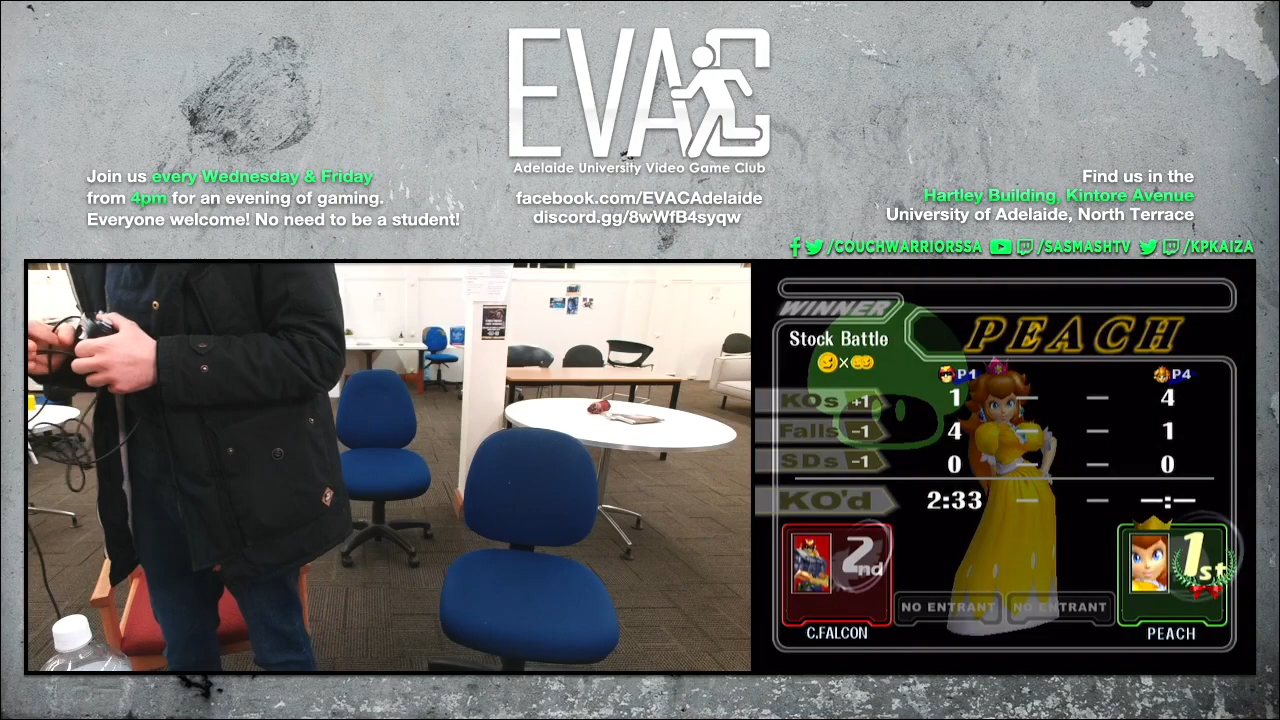 EVAC
Adelaide University Video Game Club
Join us every Wednesday & Friday
from 4pm for an evening of gaming.
Everyone welcome! No need to be a student!
facebook.com/EVACAdelaide
discord.gg/8wWfB4syqw
Find us in the
Hartley Building, Kintore Avenue
University of Adelaide, North Terrace
/COUCHWARRIORSSA /SASMASHTV /KPKAIZA
WINNER
PEACH
Stock Battle
P1 P4
KOs +1 1 — — 4
Falls -1 4 — — 1
SDs -1 0 — — 0
KO'd 2:33 — — —:—
2nd
1st
NO ENTRANT NO ENTRANT
C.FALCON PEACH